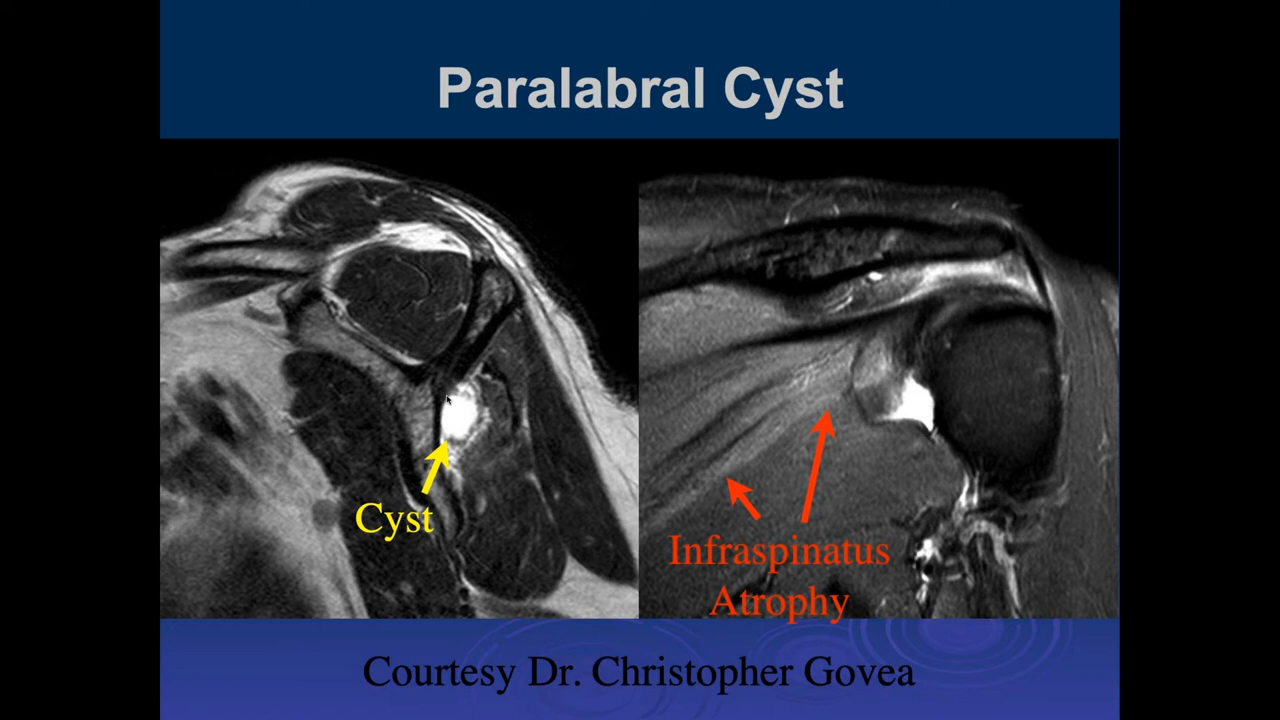 Paralabral Cyst
Cyst
Infraspinatus
Atrophy
Courtesy Dr. Christopher Govea